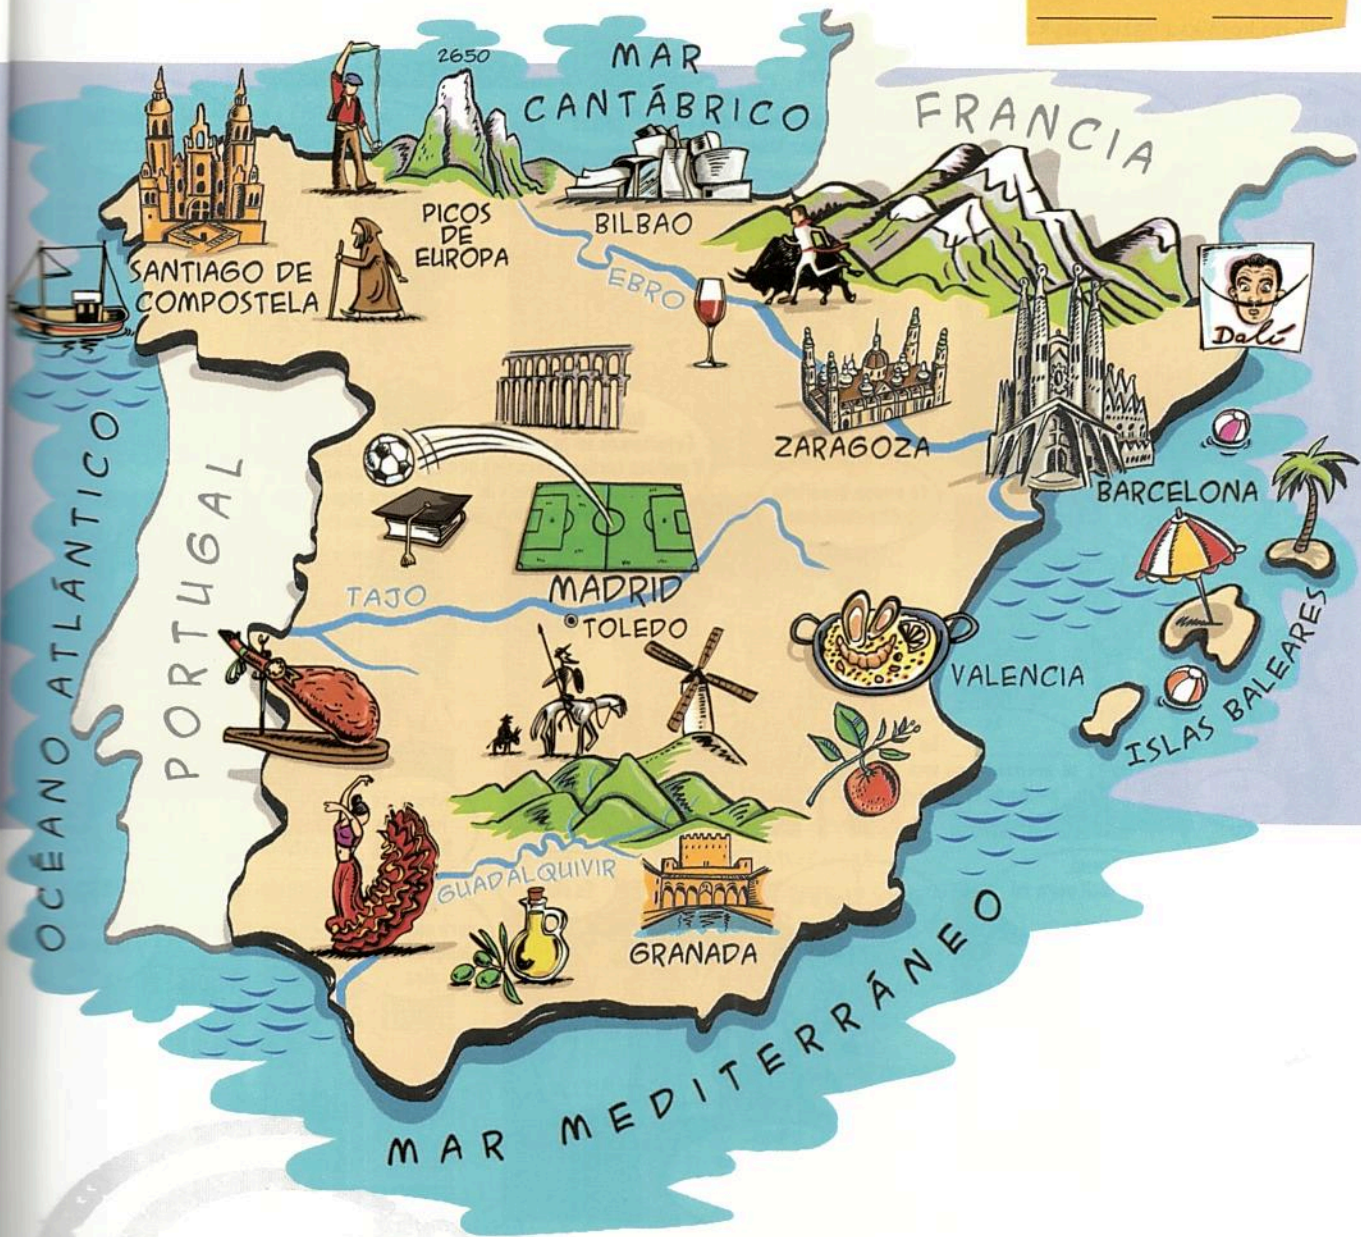 2650
MAR
CANTÁBRICO
FRANCIA
PICOS
DE
EUROPA
BILBAO
SANTIAGO DE
COMPOSTELA
EBRO
Dalí
ZARAGOZA
BARCELONA
OCÉANO ATLÁNTICO
PORTUGAL
TAJO
MADRID
TOLEDO
VALENCIA
ISLAS BALEARES
GUADALQUIVIR
GRANADA
MAR MEDITERRÁNEO